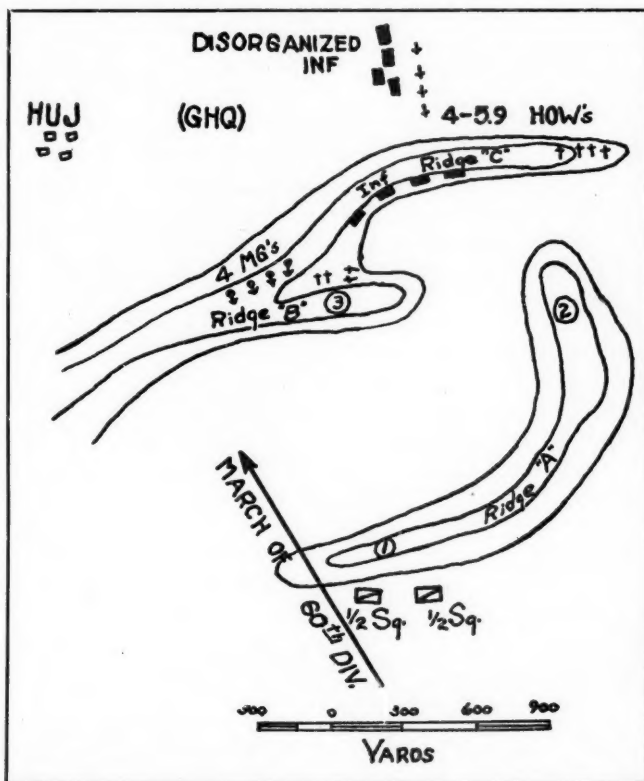 DISORGANIZED
INF
HUJ (GHQ) 4-5.9 HOW's
Inf Ridge "C"
4 MG's
Ridge "B" 3
2
Ridge "A"
1
MARCH OF
60th DIV.
1/2 Sq. 1/2 Sq.
0 300 600 900
YARDS